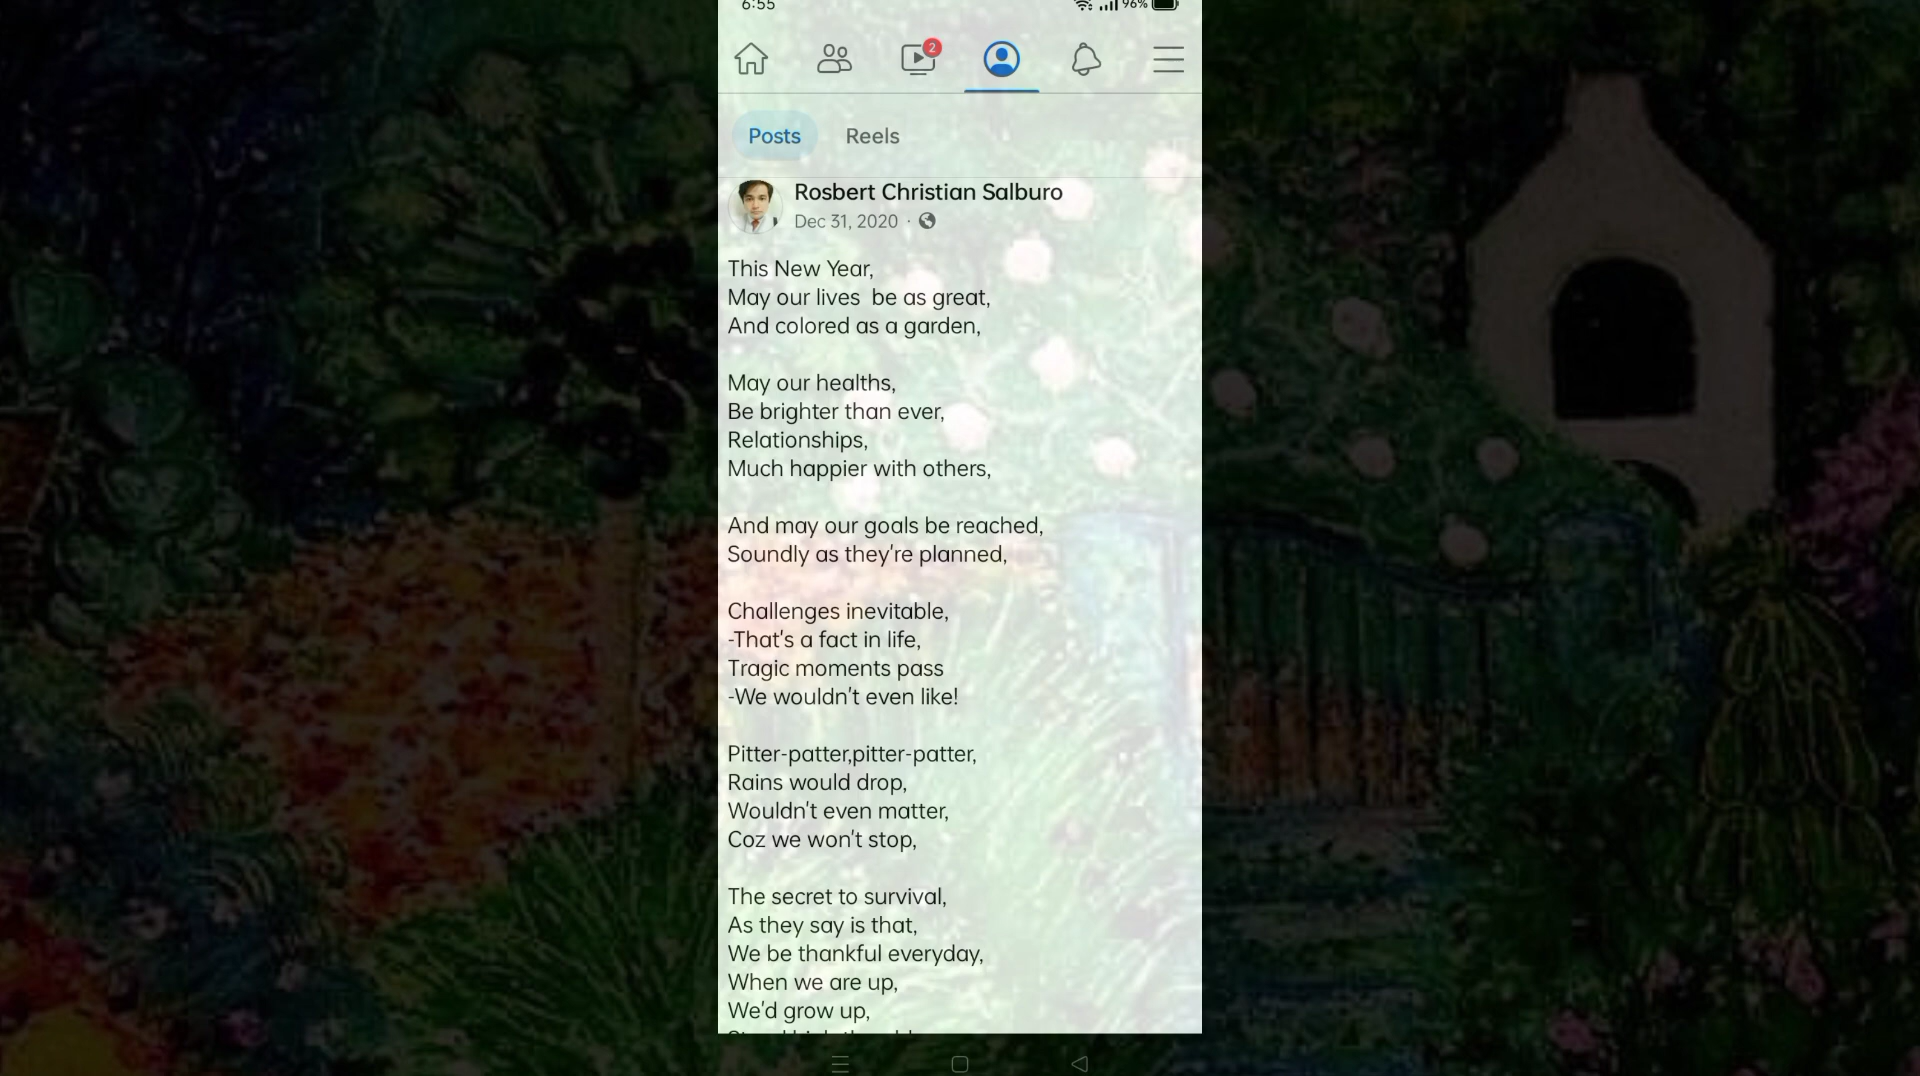 6:55
96%
2
Posts
Reels
Rosbert Christian Salburo
Dec 31, 2020 ·
This New Year,
May our lives  be as great,
And colored as a garden,
May our healths,
Be brighter than ever,
Relationships,
Much happier with others,
And may our goals be reached,
Soundly as they're planned,
Challenges inevitable,
-That's a fact in life,
Tragic moments pass
-We wouldn't even like!
Pitter-patter,pitter-patter,
Rains would drop,
Wouldn't even matter,
Coz we won't stop,
The secret to survival,
As they say is that,
We be thankful everyday,
When we are up,
We'd grow up,